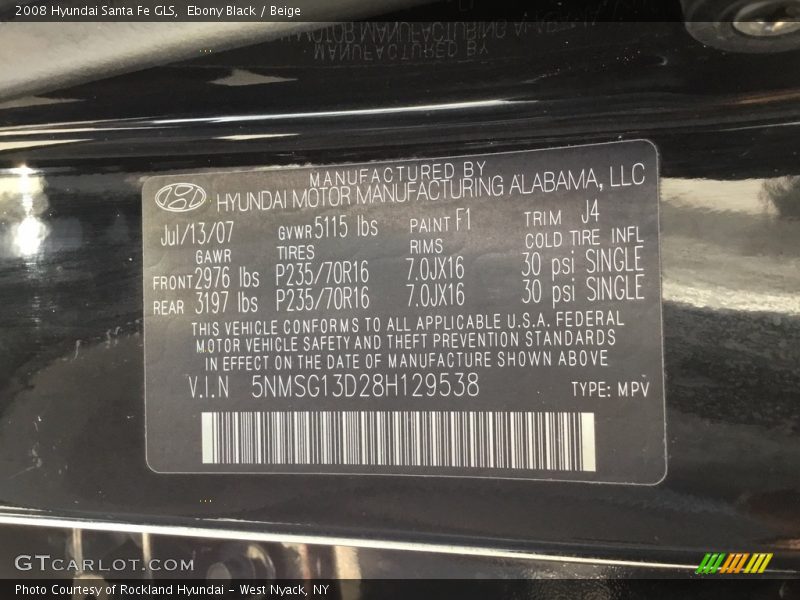 2008 Hyundai Santa Fe GLS,  Ebony Black / Beige
MANUFACTURED BY
HYUNDAI MOTOR MANUFACTURING ALABAMA, LLC
Jul/13/07 GVWR 5115 lbs PAINT F1 TRIM J4
GAWR TIRES RIMS COLD TIRE INFL
FRONT 2976 lbs P235/70R16 7.0JX16 30 psi SINGLE
REAR 3197 lbs P235/70R16 7.0JX16 30 psi SINGLE
THIS VEHICLE CONFORMS TO ALL APPLICABLE U.S.A. FEDERAL
MOTOR VEHICLE SAFETY AND THEFT PREVENTION STANDARDS
IN EFFECT ON THE DATE OF MANUFACTURE SHOWN ABOVE
V.I.N 5NMSG13D28H129538 TYPE: MPV
GTCARLOT.COM
Photo Courtesy of Rockland Hyundai - West Nyack, NY